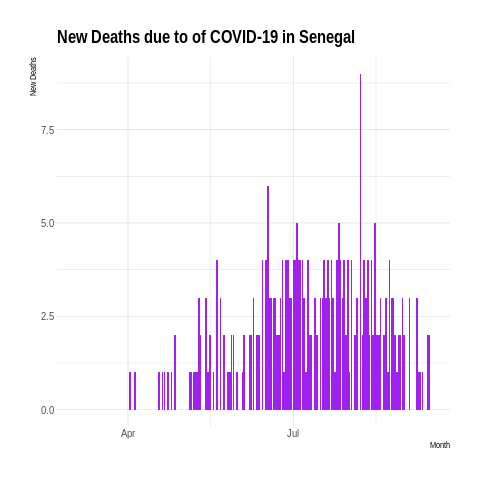 New Deaths due to of COVID-19 in Senegal
New Deaths
7.5
5.0
2.5
0.0
Apr
Jul
Month